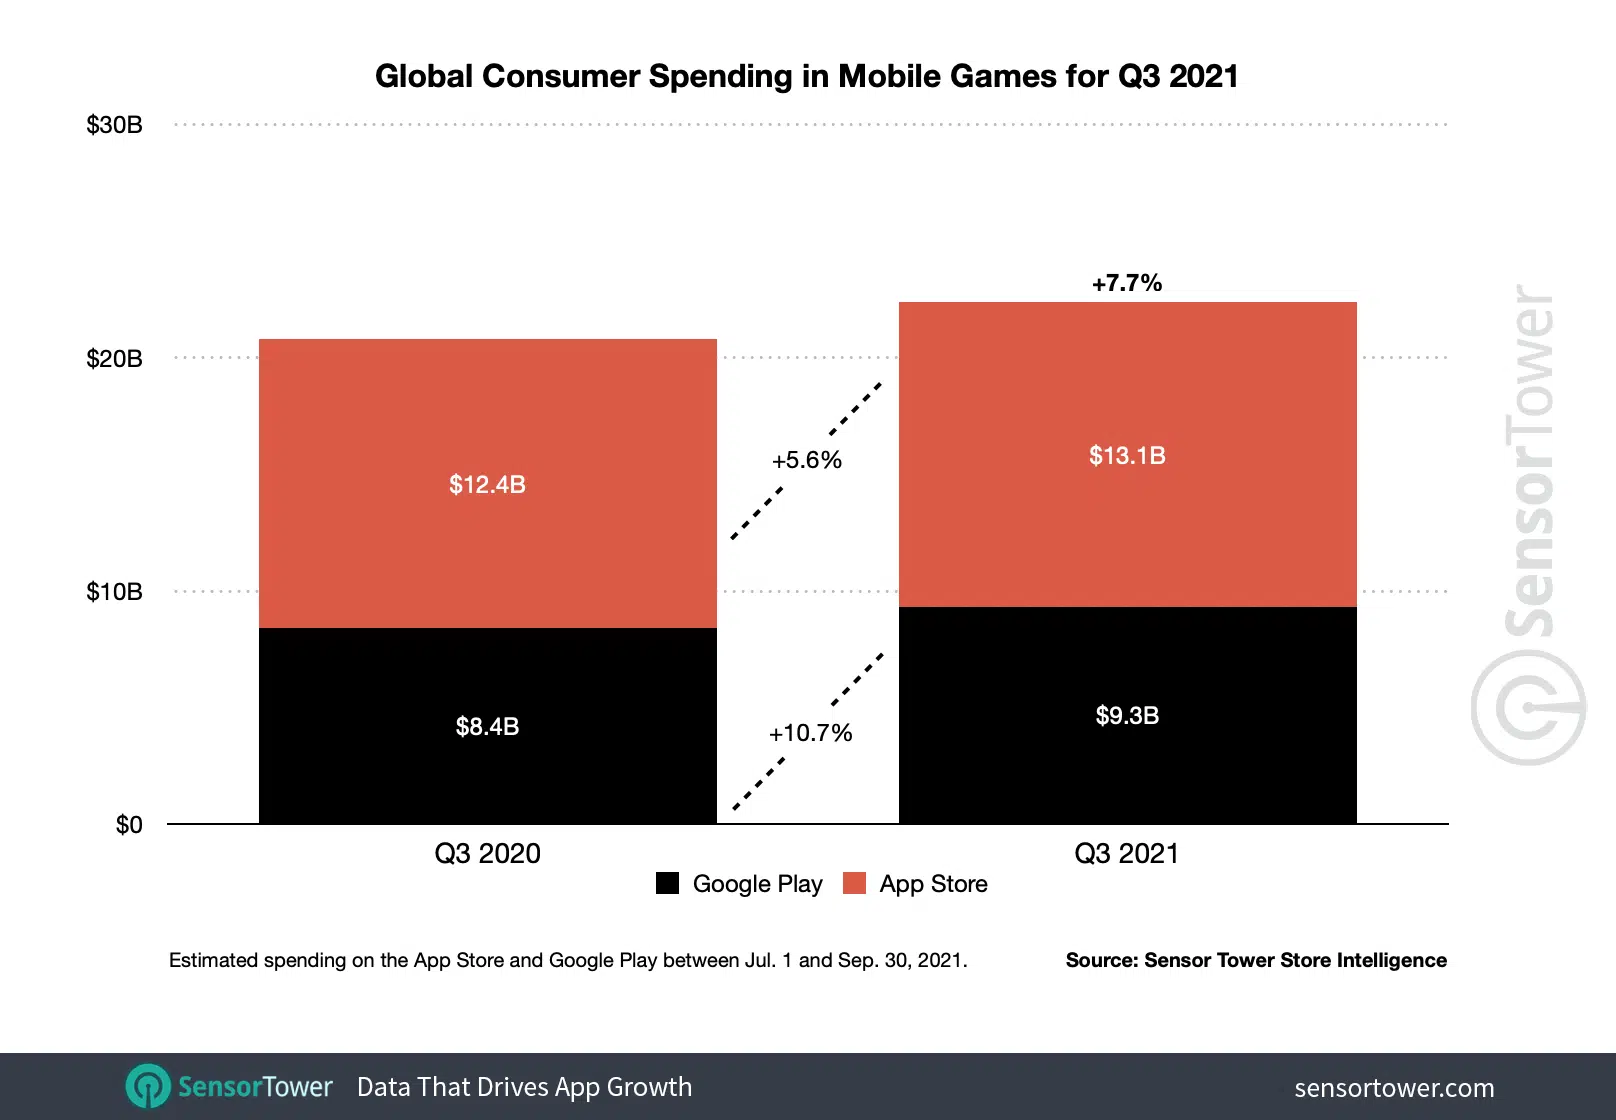 Global Consumer Spending in Mobile Games for Q3 2021
$30B
$20B
$10B
$0
+7.7%
$12.4B
+5.6%
$13.1B
$8.4B
+10.7%
$9.3B
Q3 2020
Q3 2021
Google Play
App Store
Estimated spending on the App Store and Google Play between Jul. 1 and Sep. 30, 2021.
Source: Sensor Tower Store Intelligence
SensorTower
SensorTower
Data That Drives App Growth
sensortower.com